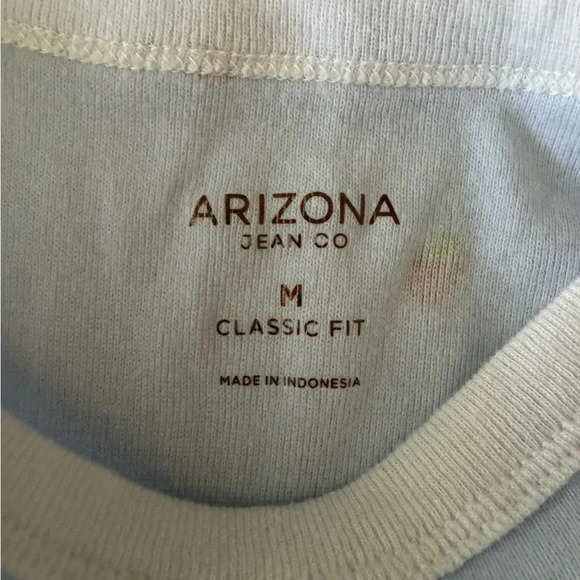 ARIZONA
JEAN CO
M
CLASSIC FIT
MADE IN INDONESIA